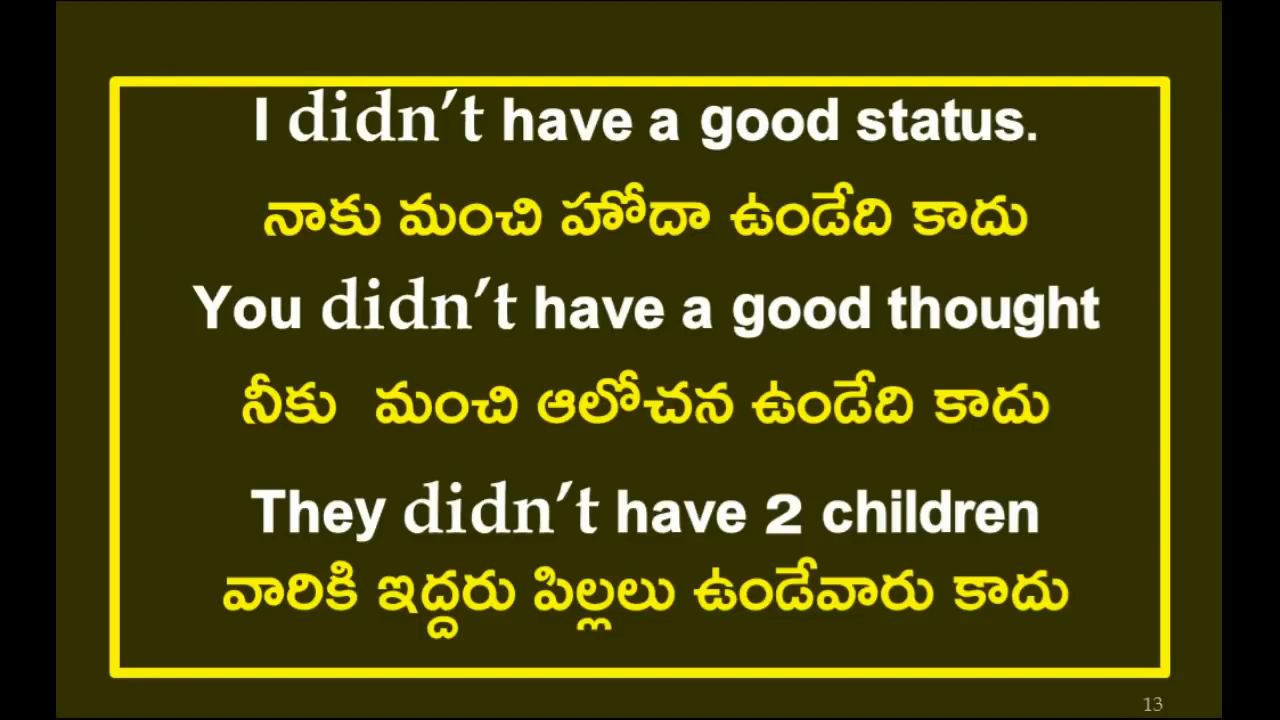 I didn't have a good status.
నాకు మంచి హోదా ఉండేది కాదు
You didn't have a good thought
నీకు  మంచి ఆలోచన ఉండేది కాదు
They didn't have 2 children
వారికి ఇద్దరు పిల్లలు ఉండేవారు కాదు
13